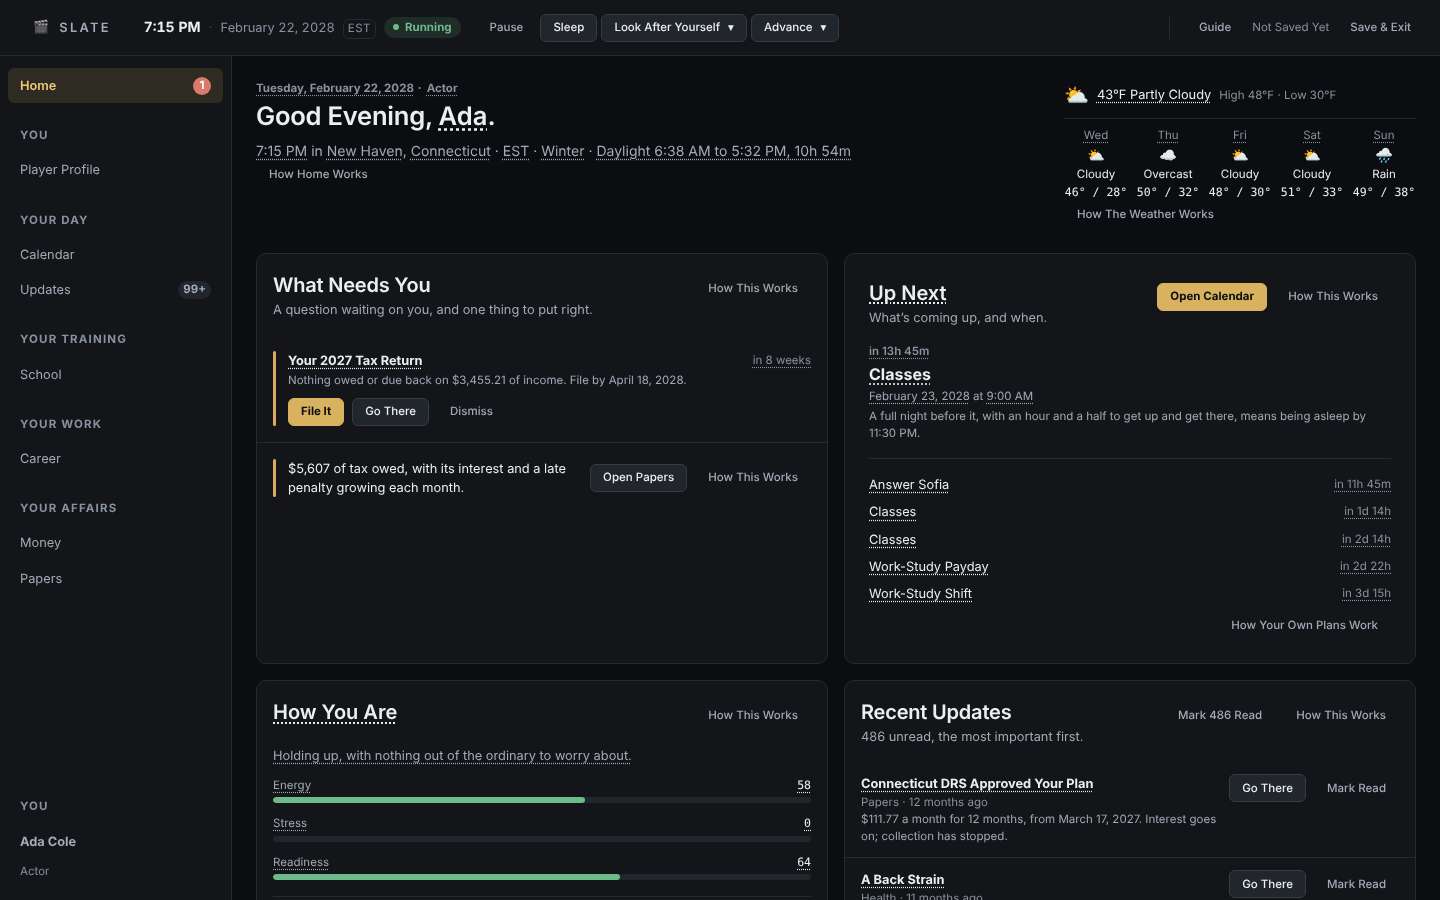 SLATE
7:15 PM · February 22, 2028 EST Running
Pause
Sleep
Look After Yourself ▾
Advance ▾
Guide
Not Saved Yet
Save & Exit
Home 1
YOU
Player Profile
YOUR DAY
Calendar
Updates 99+
YOUR TRAINING
School
YOUR WORK
Career
YOUR AFFAIRS
Money
Papers
YOU
Ada Cole
Actor
Tuesday, February 22, 2028 · Actor
Good Evening, Ada.
7:15 PM in New Haven, Connecticut · EST · Winter · Daylight 6:38 AM to 5:32 PM, 10h 54m
How Home Works
43°F Partly Cloudy High 48°F · Low 30°F
Wed Thu Fri Sat Sun
Cloudy Overcast Cloudy Cloudy Rain
46° / 28° 50° / 32° 48° / 30° 51° / 33° 49° / 38°
How The Weather Works
What Needs You
How This Works
A question waiting on you, and one thing to put right.
Your 2027 Tax Return
in 8 weeks
Nothing owed or due back on $3,455.21 of income. File by April 18, 2028.
File It
Go There
Dismiss
$5,607 of tax owed, with its interest and a late
penalty growing each month.
Open Papers
How This Works
Up Next
Open Calendar
How This Works
What's coming up, and when.
in 13h 45m
Classes
February 23, 2028 at 9:00 AM
A full night before it, with an hour and a half to get up and get there, means being asleep by
11:30 PM.
Answer Sofia in 11h 45m
Classes in 1d 14h
Classes in 2d 14h
Work-Study Payday in 2d 22h
Work-Study Shift in 3d 15h
How Your Own Plans Work
How You Are
How This Works
Holding up, with nothing out of the ordinary to worry about.
Energy 58
Stress 0
Readiness 64
Recent Updates
Mark 486 Read
How This Works
486 unread, the most important first.
Connecticut DRS Approved Your Plan
Papers · 12 months ago
$111.77 a month for 12 months, from March 17, 2027. Interest goes
on; collection has stopped.
Go There
Mark Read
A Back Strain
Health · 11 months ago
Go There
Mark Read